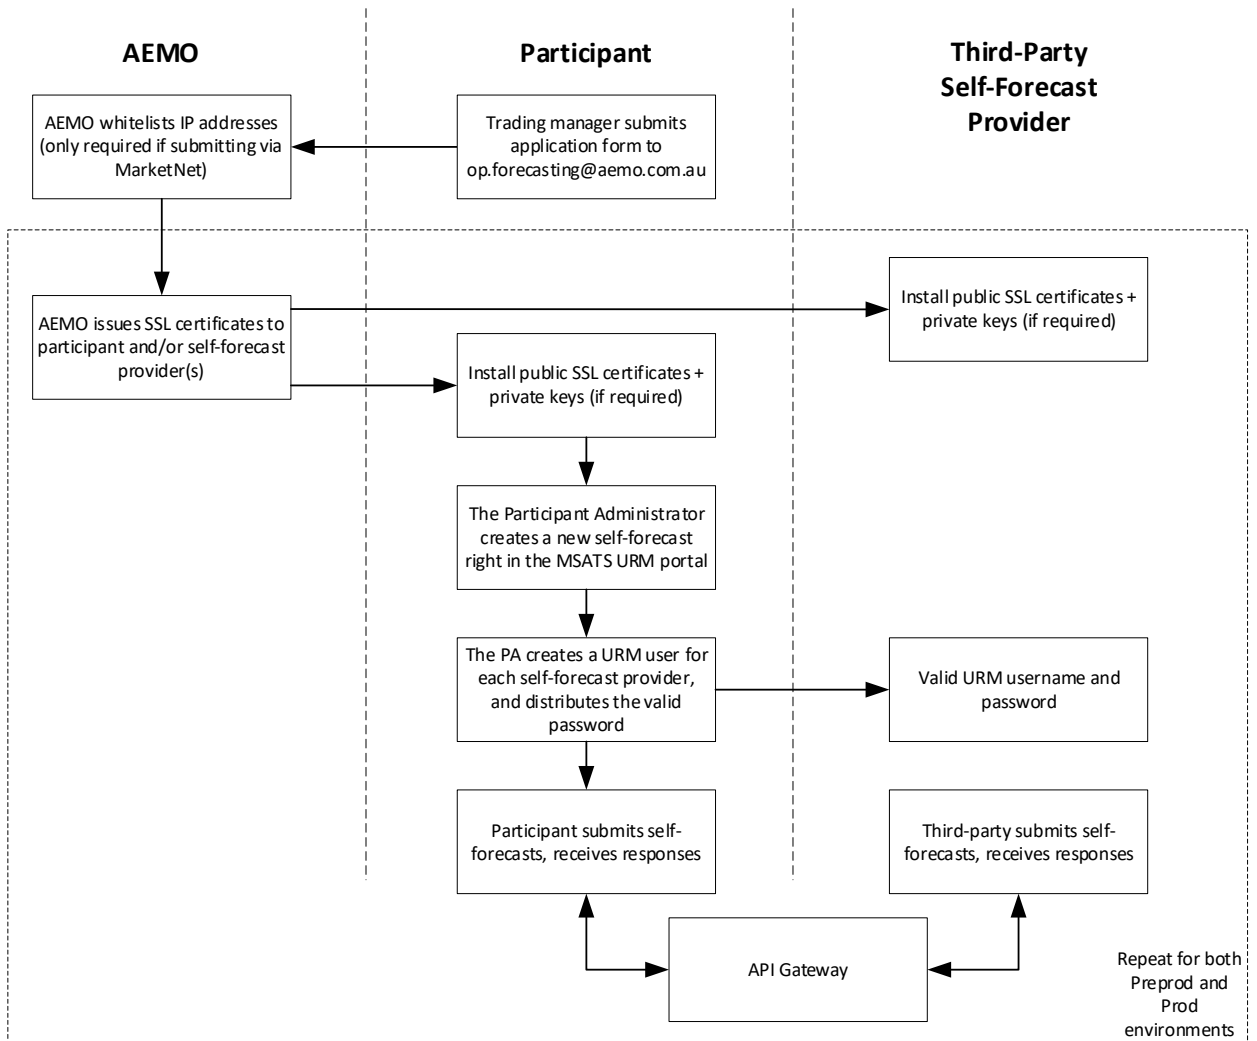 AEMO
Participant
Third-Party
Self-Forecast
Provider
AEMO whitelists IP addresses
(only required if submitting via
MarketNet)
Trading manager submits
application form to
op.forecasting@aemo.com.au
AEMO issues SSL certificates to
participant and/or self-forecast
provider(s)
Install public SSL certificates +
private keys (if required)
Install public SSL certificates +
private keys (if required)
The Participant Administrator
creates a new self-forecast
right in the MSATS URM portal
The PA creates a URM user for
each self-forecast provider,
and distributes the valid
password
Valid URM username and
password
Participant submits self-
forecasts, receives responses
Third-party submits self-
forecasts, receives responses
API Gateway
Repeat for both
Preprod and
Prod
environments